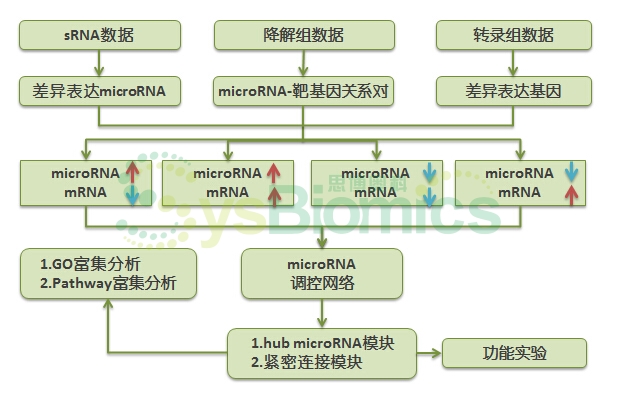 sRNA数据
降解组数据
转录组数据
差异表达microRNA
microRNA-靶基因关系对
差异表达基因
microRNA
mRNA
microRNA
mRNA
microRNA
mRNA
microRNA
mRNA
sysBiomics
1.GO富集分析
2.Pathway富集分析
microRNA
调控网络
1.hub microRNA模块
2.紧密连接模块
功能实验